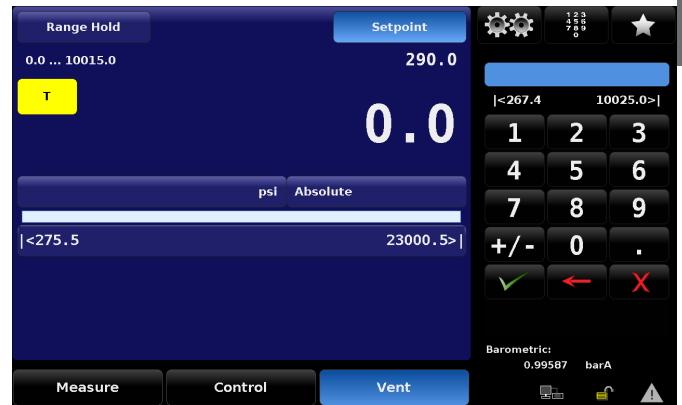 Range Hold
Setpoint
1 2 3
4 5 6
7 8 9
0
0.0 ... 10015.0
290.0
T
0.0
|<267.4
10025.0>|
1 2 3
4 5 6
psi
Absolute
7 8 9
|<275.5
23000.5>|
+/- 0 .
X
Barometric:
0.99587 barA
Measure
Control
Vent